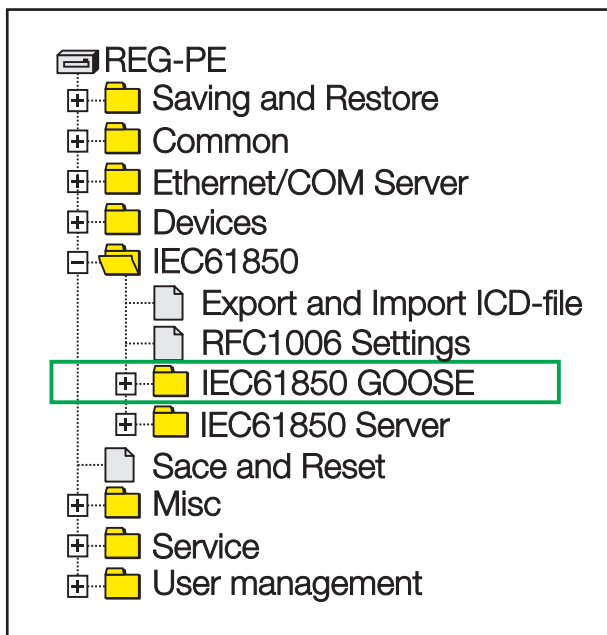 REG-PE
Saving and Restore
Common
Ethernet/COM Server
Devices
IEC61850
Export and Import ICD-file
RFC1006 Settings
IEC61850 GOOSE
IEC61850 Server
Sace and Reset
Misc
Service
User management